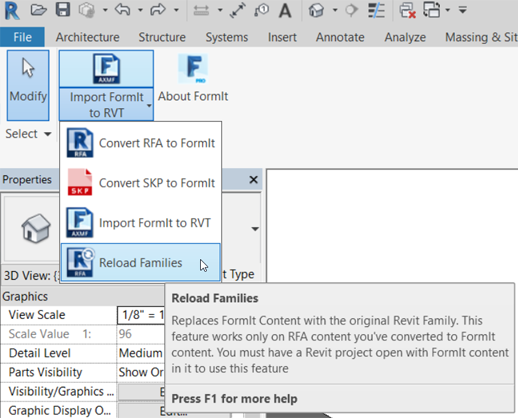 File Architecture Structure Systems Insert Annotate Analyze Massing & Sit
AXMF
PRO
Modify Import FormIt About FormIt
to RVT
Select
RFA Convert RFA to FormIt
SKP Convert SKP to FormIt
AXMF Import FormIt to RVT
RFA Reload Families
Properties
3D View: {
t Type
Graphics
View Scale 1/8" = 1
Scale Value 1: 96
Detail Level Medium
Parts Visibility Show Or
Visibility/Graphics ...
Graphic Display O... Edit...
Reload Families
Replaces FormIt Content with the original Revit Family. This
feature works only on RFA content you've converted to FormIt
content. You must have a Revit project open with FormIt content
in it to use this feature
Press F1 for more help